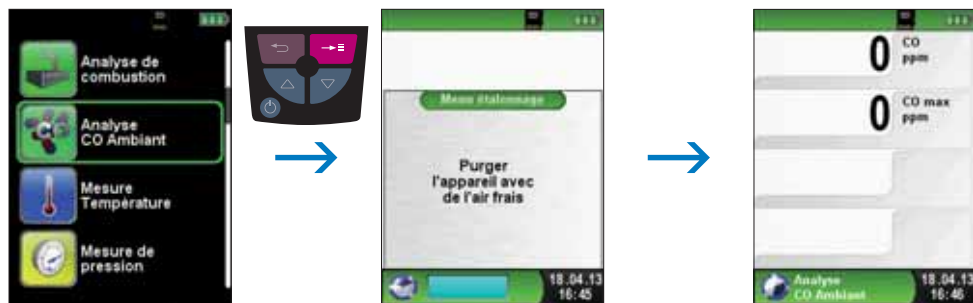 Analyse de
combustion
Analyse
CO Ambiant
Mesure
Température
Mesure de
pression
Menu étalonnage
Purger
l'appareil avec
de l'air frais
18.04.13
16:45
0 CO
ppm
0 CO max
ppm
Analyse
CO Ambiant
18.04.13
16:45